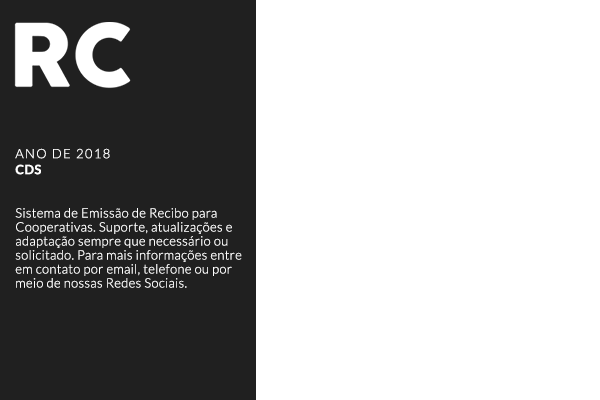 RC
ANO DE 2018
CDS
Sistema de Emissão de Recibo para
Cooperativas. Suporte, atualizações e
adaptação sempre que necessário ou
solicitado. Para mais informações entre
em contato por email, telefone ou por
meio de nossas Redes Sociais.